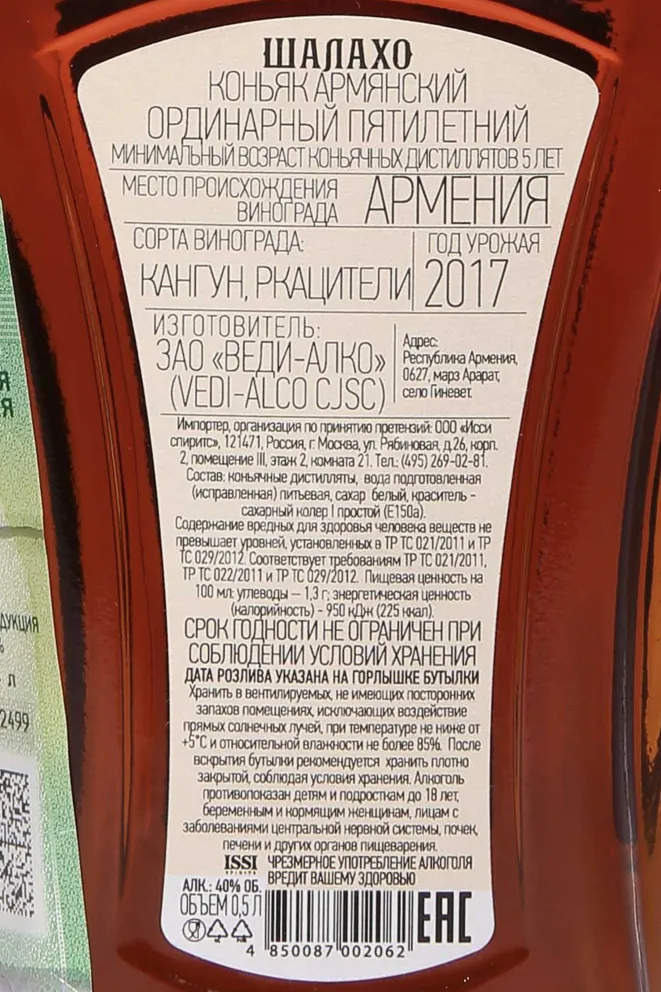 ШАЛАХО
КОНЬЯК АРМЯНСКИЙ
ОРДИНАРНЫЙ ПЯТИЛЕТНИЙ
МИНИМАЛЬНЫЙ ВОЗРАСТ КОНЬЯЧНЫХ ДИСТИЛЛЯТОВ 5 ЛЕТ
МЕСТО ПРОИСХОЖДЕНИЯ
ВИНОГРАДА
АРМЕНИЯ
СОРТА ВИНОГРАДА:
КАНГУН, РКАЦИТЕЛИ
ГОД УРОЖАЯ
2017
ИЗГОТОВИТЕЛЬ:
ЗАО «ВЕДИ-АЛКО»
(VEDI-ALCO CJSC)
Адрес:
Республика Армения,
0627, марз Арарат,
село Гиневет.
Импортер, организация по принятию претензий: ООО «Исси
спиритс», 121471, Россия, г. Москва, ул. Рябиновая, д.26, корп.
2, помещение III, этаж 2, комната 21. Тел.: (495) 269-02-81.
Состав: коньячные дистилляты, вода подготовленная
(исправленная) питьевая, сахар белый, краситель -
сахарный колер I простой (Е150а).
Содержание вредных для здоровья человека веществ не
превышает уровней, установленных в ТР ТС 021/2011 и ТР
ТС 029/2012. Соответствует требованиям ТР ТС 021/2011,
ТР ТС 022/2011 и ТР ТС 029/2012. Пищевая ценность на
100 мл: углеводы – 1,3 г; энергетическая ценность
(калорийность) - 950 кДж (225 ккал).
СРОК ГОДНОСТИ НЕ ОГРАНИЧЕН ПРИ
СОБЛЮДЕНИИ УСЛОВИЙ ХРАНЕНИЯ
ДАТА РОЗЛИВА УКАЗАНА НА ГОРЛЫШКЕ БУТЫЛКИ
Хранить в вентилируемых, не имеющих посторонних
запахов помещениях, исключающих воздействие
прямых солнечных лучей, при температуре не ниже от
+5°С и относительной влажности не более 85%. После
вскрытия бутылки рекомендуется хранить плотно
закрытой, соблюдая условия хранения. Алкоголь
противопоказан детям и подросткам до 18 лет,
беременным и кормящим женщинам, лицам с
заболеваниями центральной нервной системы, почек,
печени и других органов пищеварения.
ISSI
SPIRITS
ЧРЕЗМЕРНОЕ УПОТРЕБЛЕНИЕ АЛКОГОЛЯ
ВРЕДИТ ВАШЕМУ ЗДОРОВЬЮ
АЛК.: 40% ОБ.
ОБЪЕМ 0,5 Л
4 850087 002062
EAC
Я
СЯ
ДУКЦИЯ
%
л
2499